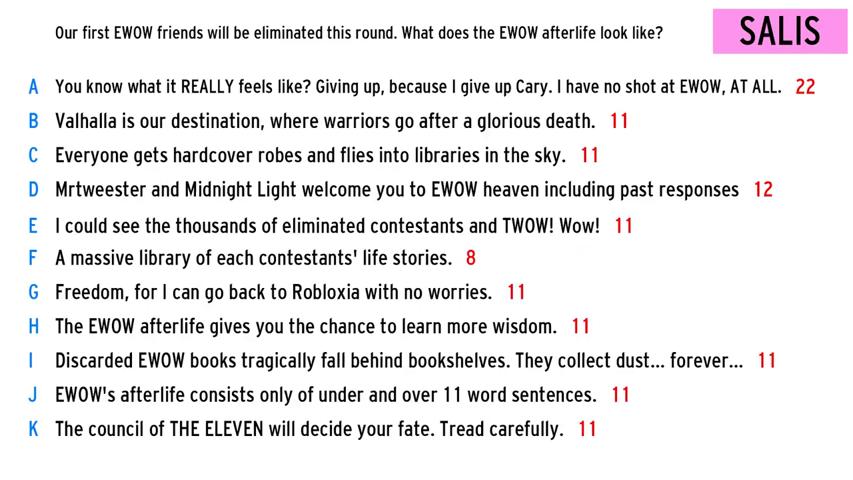 Our first EWOW friends will be eliminated this round. What does the EWOW afterlife look like?
SALIS
A You know what it REALLY feels like? Giving up, because I give up Cary. I have no shot at EWOW, AT ALL. 22
B Valhalla is our destination, where warriors go after a glorious death. 11
C Everyone gets hardcover robes and flies into libraries in the sky. 11
D Mrtweester and Midnight Light welcome you to EWOW heaven including past responses 12
E I could see the thousands of eliminated contestants and TWOW! Wow! 11
F A massive library of each contestants' life stories. 8
G Freedom, for I can go back to Robloxia with no worries. 11
H The EWOW afterlife gives you the chance to learn more wisdom. 11
I Discarded EWOW books tragically fall behind bookshelves. They collect dust... forever... 11
J EWOW's afterlife consists only of under and over 11 word sentences. 11
K The council of THE ELEVEN will decide your fate. Tread carefully. 11